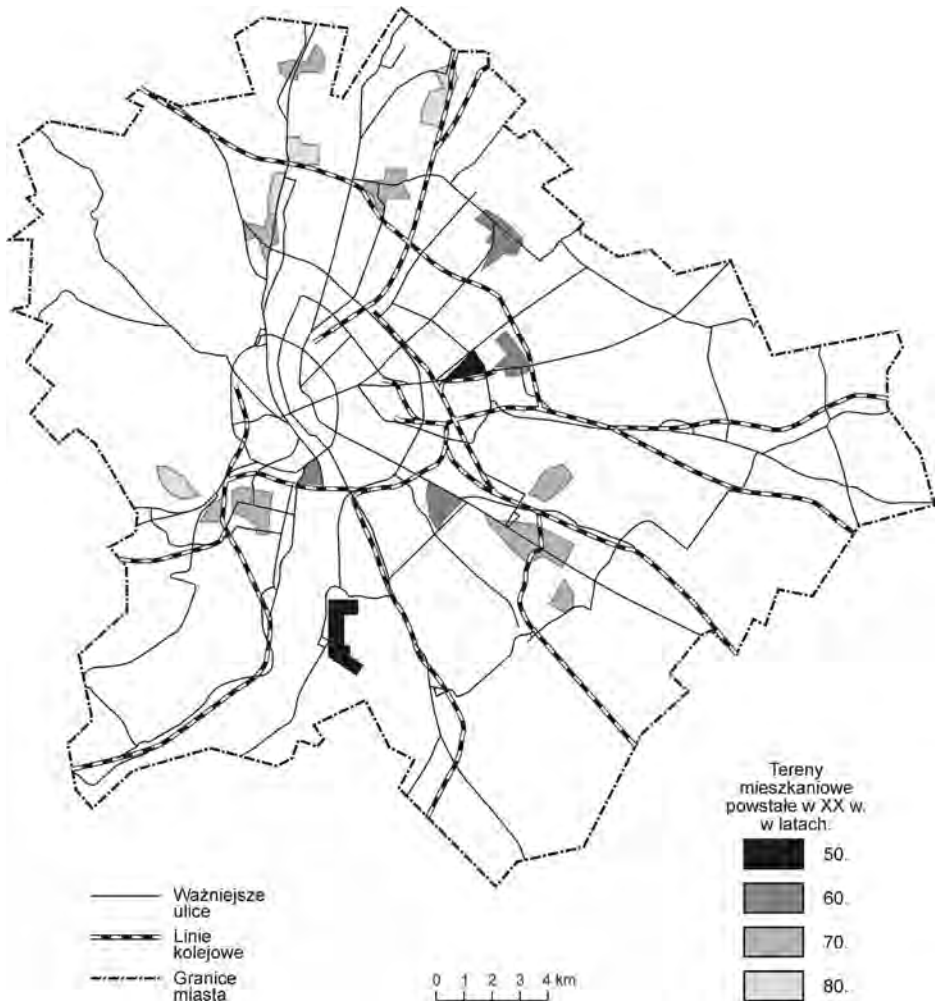 Tereny
mieszkaniowe
powstałe w XX w.
w latach:
50.
60.
70.
80.
Ważniejsze
ulice
Linie
kolejowe
Granice
miasta
0 1 2 3 4 km